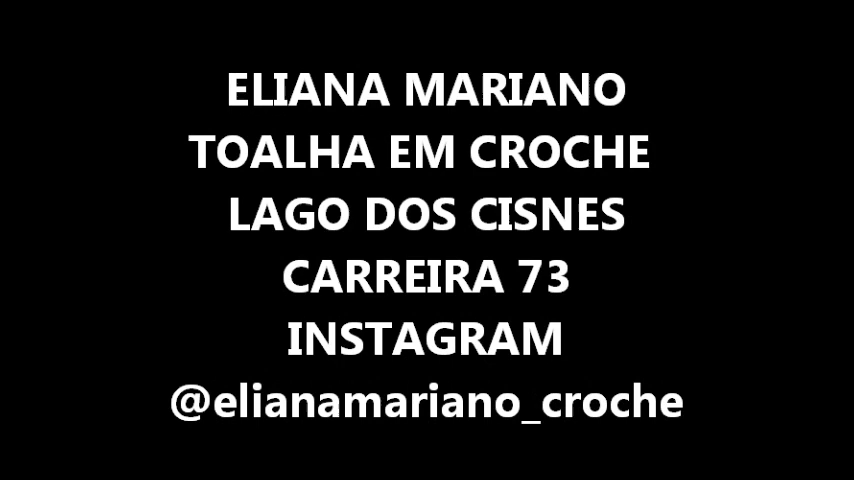 ELIANA MARIANO
TOALHA EM CROCHE
LAGO DOS CISNES
CARREIRA 73
INSTAGRAM
@elianamariano_croche